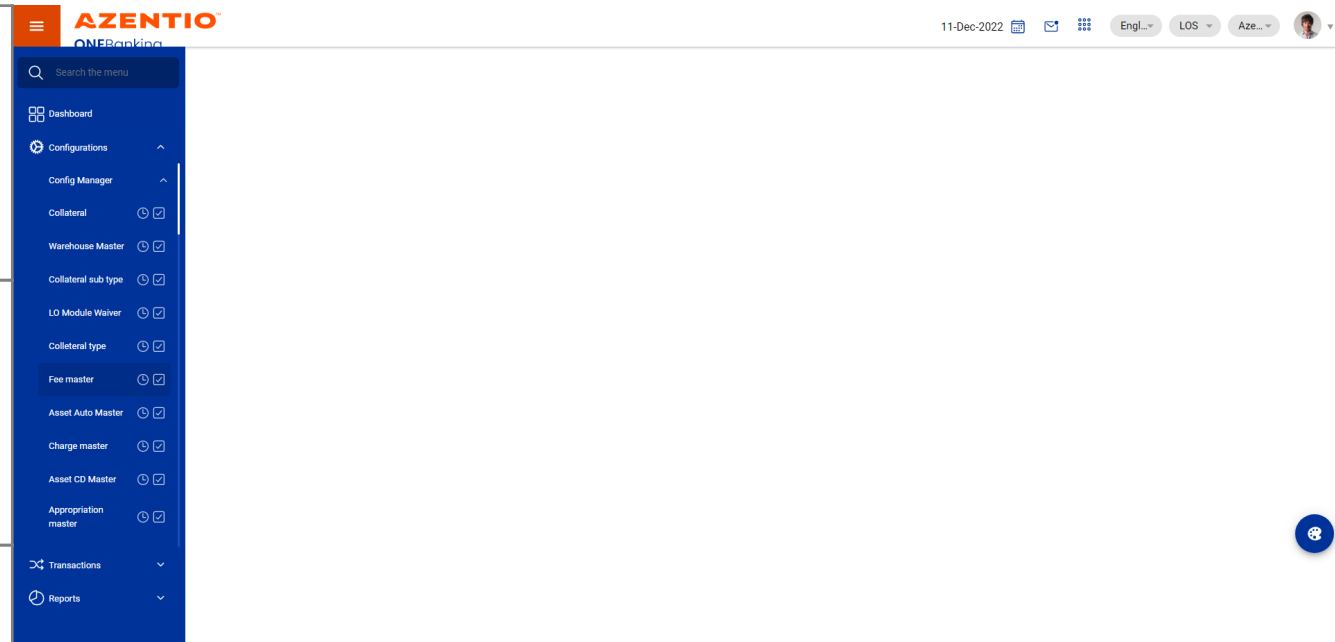 AZENTIO
ONEBanking
11-Dec-2022
Engl...
LOS
Aze...
Search the menu
Dashboard
Configurations
Config Manager
Collateral
Warehouse Master
Collateral sub type
LO Module Waiver
Colleteral type
Fee master
Asset Auto Master
Charge master
Asset CD Master
Appropriation
master
Transactions
Reports